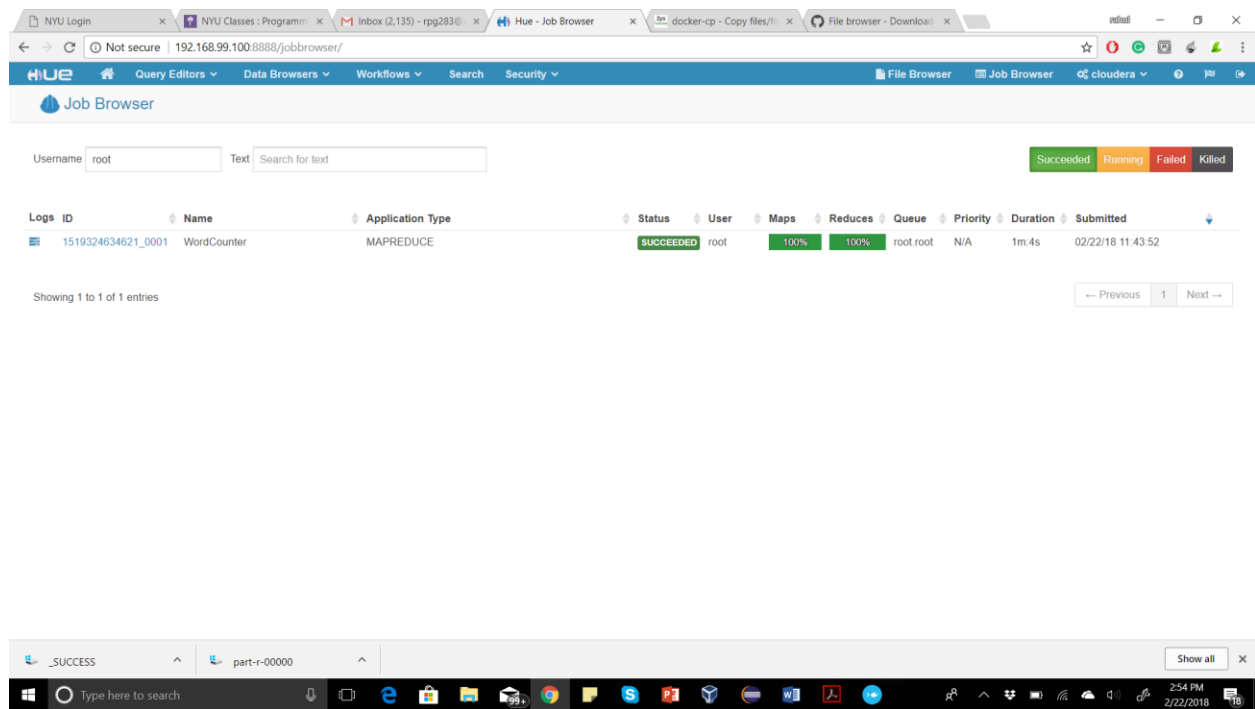 NYU Login
NYU Classes : Programm
Inbox (2,135) - rpg283@
Hue - Job Browser
docker-cp - Copy files/fo
File browser - Download
Not secure | 192.168.99.100:8888/jobbrowser/
HUE Query Editors Data Browsers Workflows Search Security File Browser Job Browser cloudera
Job Browser
Username root Text Search for text Succeeded Running Failed Killed
Logs ID Name Application Type Status User Maps Reduces Queue Priority Duration Submitted
1519324634621_0001 WordCounter MAPREDUCE SUCCEEDED root 100% 100% root.root N/A 1m:4s 02/22/18 11:43:52
Showing 1 to 1 of 1 entries ← Previous 1 Next →
_SUCCESS part-r-00000 Show all
Type here to search 99+ 2:54 PM
2/22/2018 18